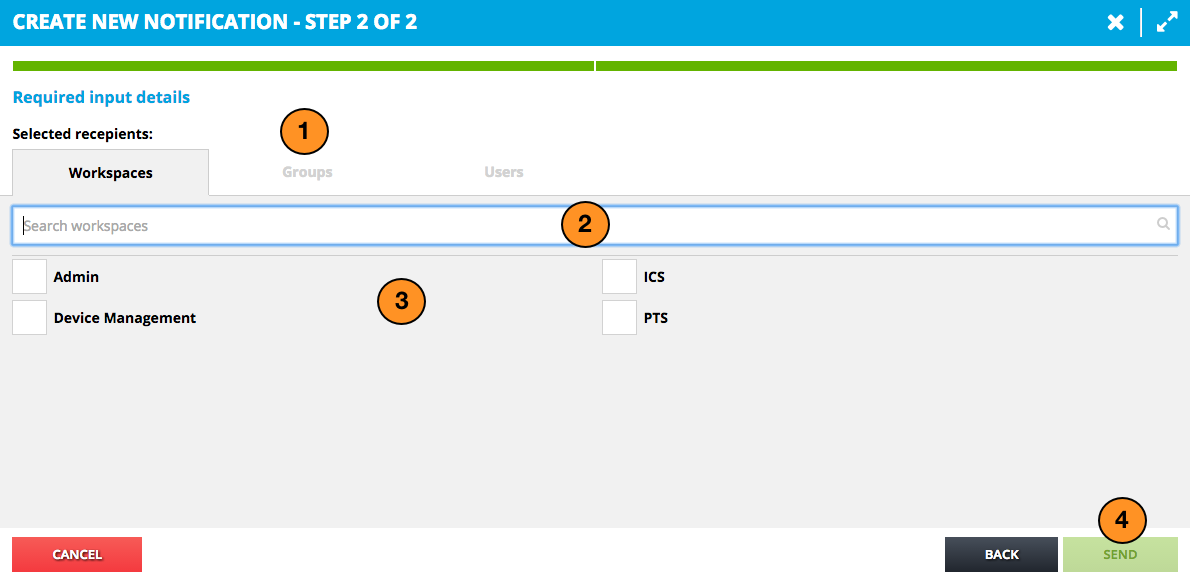 CREATE NEW NOTIFICATION - STEP 2 OF 2
Required input details
Selected recepients:
1
Workspaces Groups Users
Search workspaces 2
Admin ICS
3
Device Management PTS
4
CANCEL BACK SEND